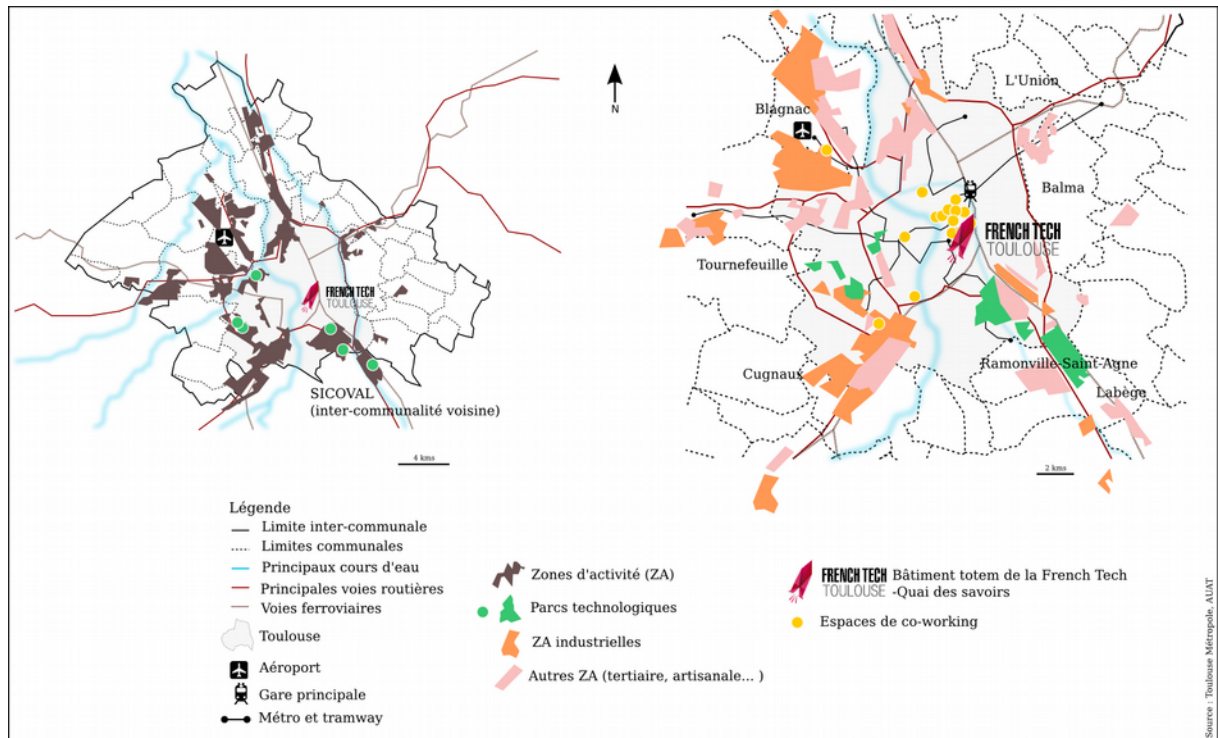 FRENCH TECH
TOULOUSE
SICOVAL
(inter-communalité voisine)
4 kms
N
L'Union
Blagnac
Balma
FRENCH TECH
TOULOUSE
Tournefeuille
Cugnaux
Ramonville-Saint-Agne
Labège
2 kms
Légende
Limite inter-communale
Limites communales
Principaux cours d'eau
Principales voies routières
Voies ferroviaires
Toulouse
Aéroport
Gare principale
Métro et tramway
Zones d'activité (ZA)
Parcs technologiques
ZA industrielles
Autres ZA (tertiaire, artisanale... )
FRENCH TECH
TOULOUSE
Bâtiment totem de la French Tech
-Quai des savoirs
Espaces de co-working
Source : Toulouse Métropole, AUAT